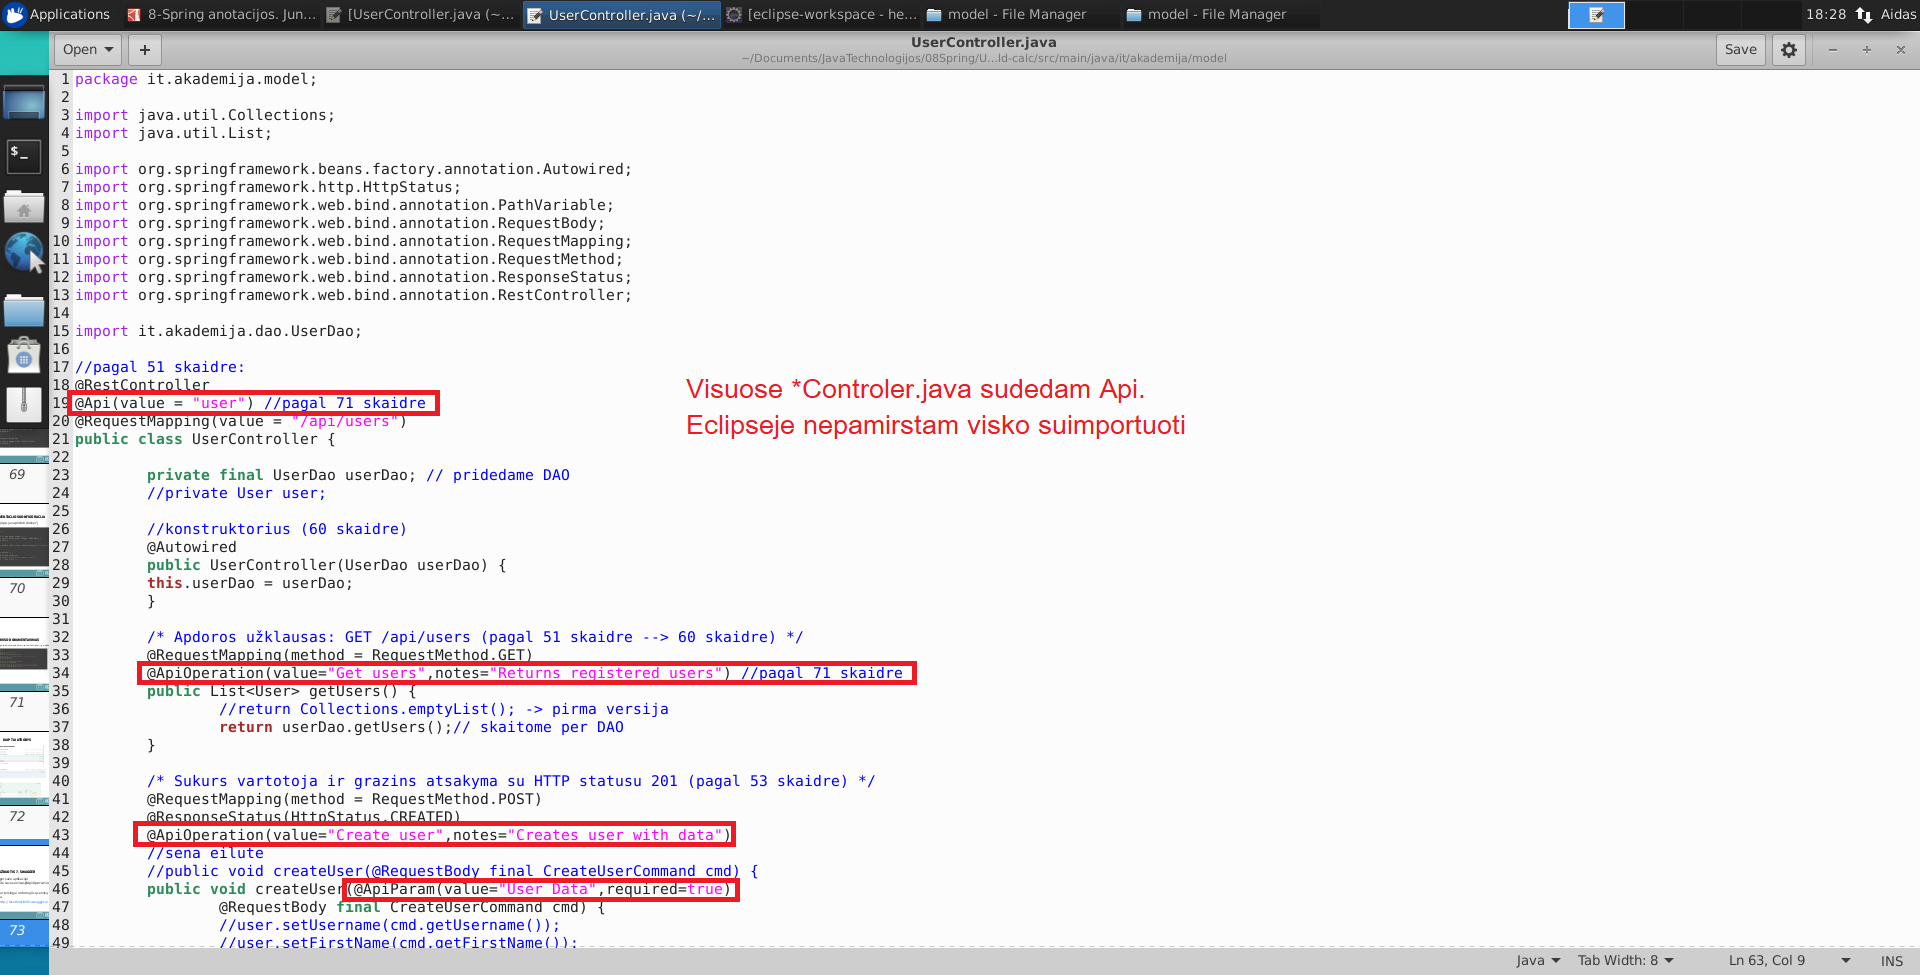 Applications
8-Spring anotacijos. Jun...
[UserController.java (~...
UserController.java (~/...
[eclipse-workspace - he...
model - File Manager
model - File Manager
18:28
Aidas
Open
+
UserController.java
~/Documents/JavaTechnologijos/08Spring/U...ld-calc/src/main/java/it/akademija/model
Save
1 package it.akademija.model;
2
3 import java.util.Collections;
4 import java.util.List;
5
6 import org.springframework.beans.factory.annotation.Autowired;
7 import org.springframework.http.HttpStatus;
8 import org.springframework.web.bind.annotation.PathVariable;
9 import org.springframework.web.bind.annotation.RequestBody;
10 import org.springframework.web.bind.annotation.RequestMapping;
11 import org.springframework.web.bind.annotation.RequestMethod;
12 import org.springframework.web.bind.annotation.ResponseStatus;
13 import org.springframework.web.bind.annotation.RestController;
14
15 import it.akademija.dao.UserDao;
16
17 //pagal 51 skaidre:
18 @RestController
19 @Api(value = "user") //pagal 71 skaidre
20 @RequestMapping(value = "/api/users")
21 public class UserController {
22
23 private final UserDao userDao; // pridedame DAO
24 //private User user;
25
26 //konstruktorius (60 skaidre)
27 @Autowired
28 public UserController(UserDao userDao) {
29 this.userDao = userDao;
30 }
31
32 /* Apdoros užklausas: GET /api/users (pagal 51 skaidre --> 60 skaidre) */
33 @RequestMapping(method = RequestMethod.GET)
34 @ApiOperation(value="Get users",notes="Returns registered users") //pagal 71 skaidre
35 public List<User> getUsers() {
36 //return Collections.emptyList(); -> pirma versija
37 return userDao.getUsers();// skaitome per DAO
38 }
39
40 /* Sukurs vartotoja ir grazins atsakyma su HTTP statusu 201 (pagal 53 skaidre) */
41 @RequestMapping(method = RequestMethod.POST)
42 @ResponseStatus(HttpStatus.CREATED)
43 @ApiOperation(value="Create user",notes="Creates user with data")
44 //sena eilute
45 //public void createUser(@RequestBody final CreateUserCommand cmd) {
46 public void createUser(@ApiParam(value="User Data",required=true)
47 @RequestBody final CreateUserCommand cmd) {
48 //user.setUsername(cmd.getUsername());
49 //user.setFirstName(cmd.getFirstName());
Visuose *Controler.java sudedam Api.
Eclipseje nepamirstam visko suimportuoti
69
70
71
72
73
Java
Tab Width: 8
Ln 63, Col 9
INS